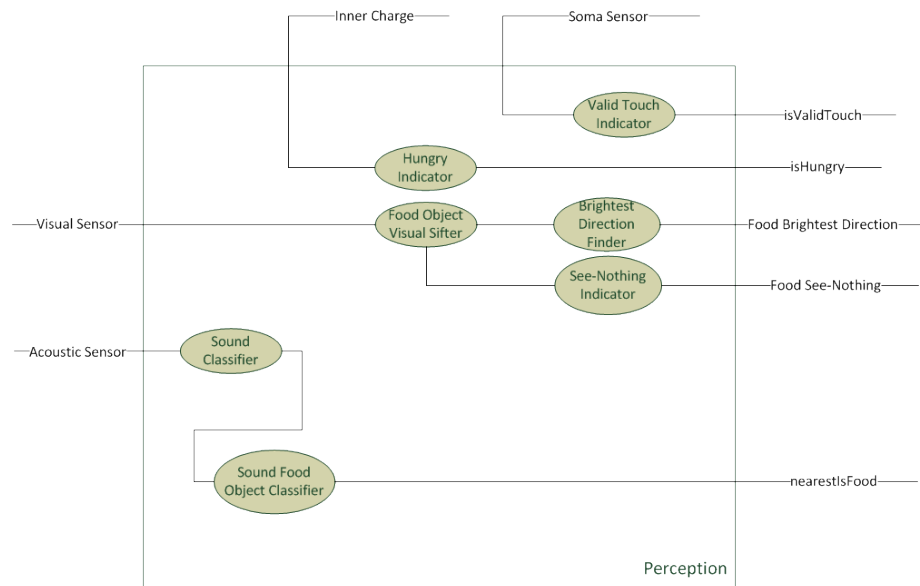 Inner Charge
Soma Sensor
Valid Touch
Indicator
isValidTouch
Hungry
Indicator
isHungry
Visual Sensor
Food Object
Visual Sifter
Brightest
Direction
Finder
Food Brightest Direction
See-Nothing
Indicator
Food See-Nothing
Acoustic Sensor
Sound
Classifier
Sound Food
Object Classifier
nearestIsFood
Perception